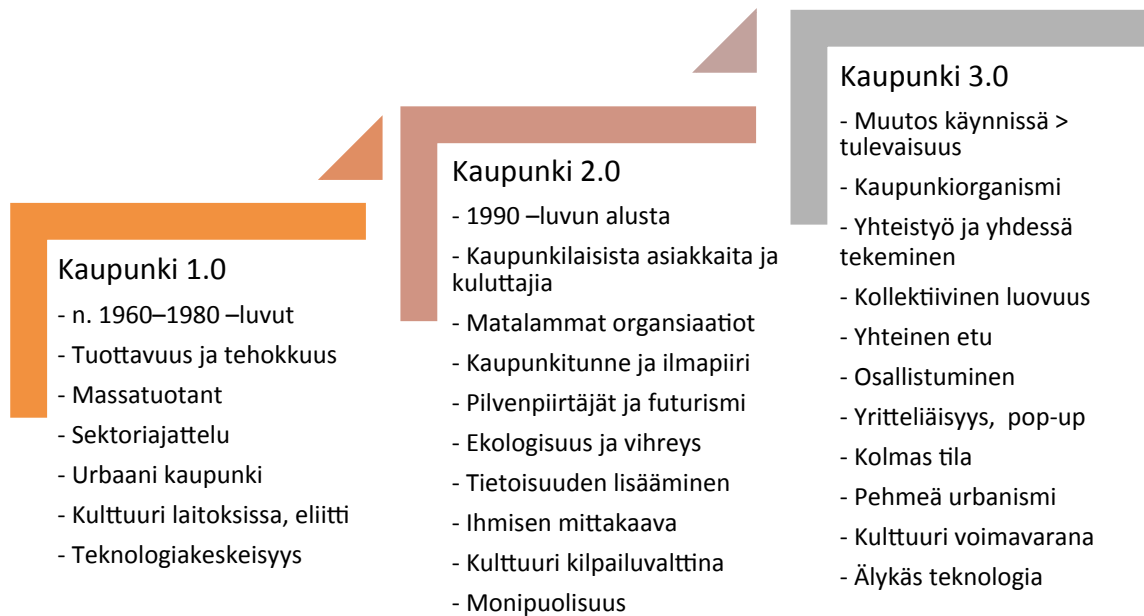 Kaupunki 1.0
- n. 1960–1980 –luvut
- Tuottavuus ja tehokkuus
- Massatuotant
- Sektoriajattelu
- Urbaani kaupunki
- Kulttuuri laitoksissa, eliitti
- Teknologiakeskeisyys
Kaupunki 2.0
- 1990 –luvun alusta
- Kaupunkilaisista asiakkaita ja
kuluttajia
- Matalammat organsiaatiot
- Kaupunkitunne ja ilmapiiri
- Pilvenpiirtäjät ja futurismi
- Ekologisuus ja vihreys
- Tietoisuuden lisääminen
- Ihmisen mittakaava
- Kulttuuri kilpailuvalttina
- Monipuolisuus
Kaupunki 3.0
- Muutos käynnissä >
tulevaisuus
- Kaupunkiorganismi
- Yhteistyö ja yhdessä
tekeminen
- Kollektiivinen luovuus
- Yhteinen etu
- Osallistuminen
- Yritteliäisyys, pop-up
- Kolmas tila
- Pehmeä urbanismi
- Kulttuuri voimavarana
- Älykäs teknologia